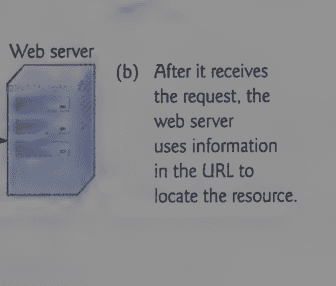 Web server
(b) After it receives
the request, the
web server
uses information
in the URL to
locate the resource.